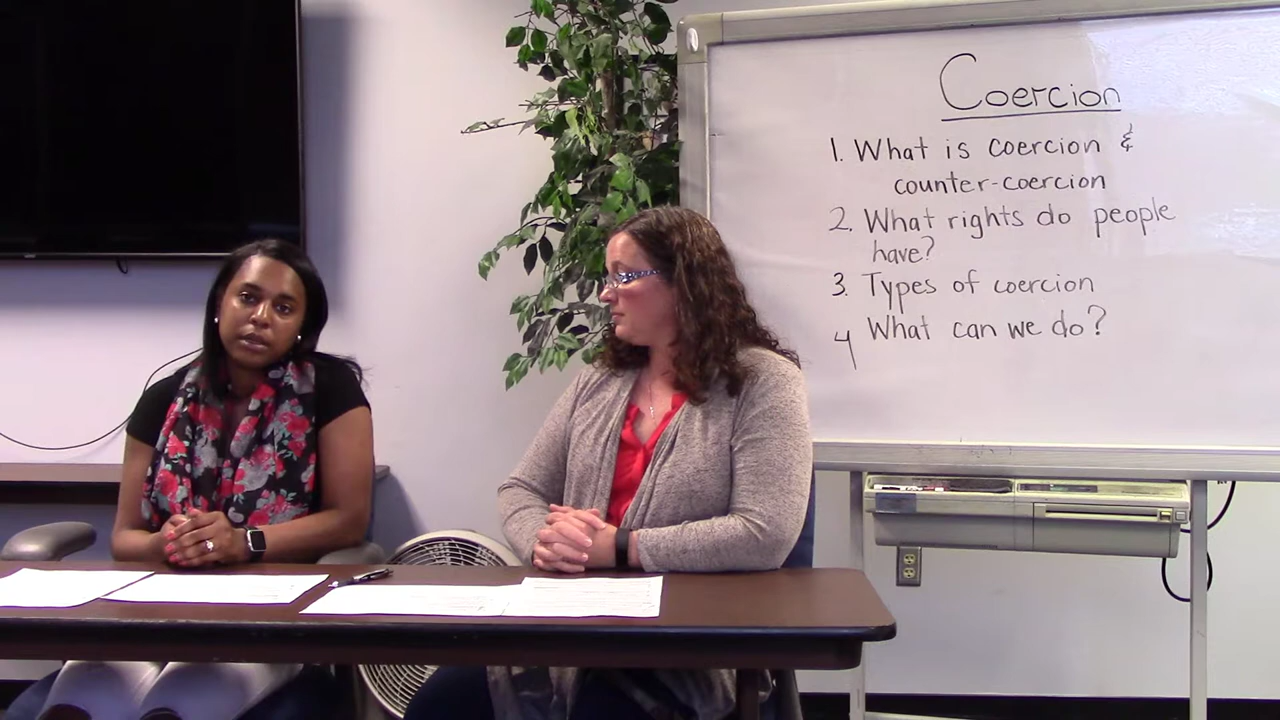 Coercion
1. What is coercion &
counter-coercion
2. What rights do people
have?
3. Types of coercion
4 What can we do?